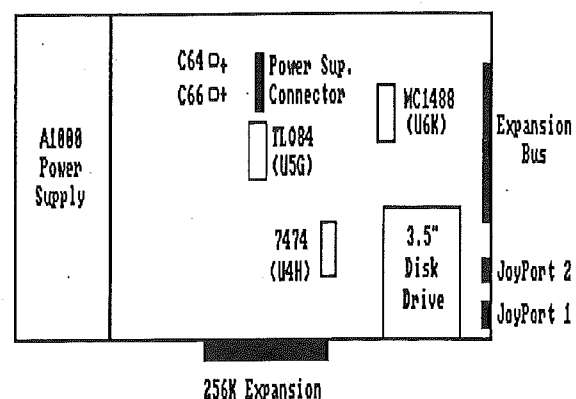 C64
C66
Power Sup.
Connector
MC1488
(U6K)
Expansion
Bus
A1000
Power
Supply
TL084
(U5G)
7474
(U4H)
3.5"
Disk
Drive
JoyPort 2
JoyPort 1
256K Expansion